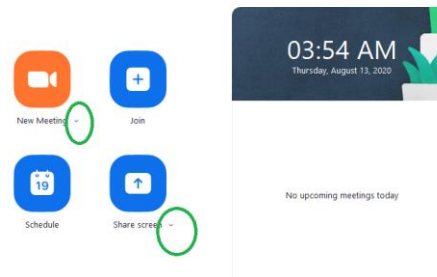 03:54 AM
Thursday, August 13, 2020
New Meeting
Join
19
Schedule
Share screen
No upcoming meetings today